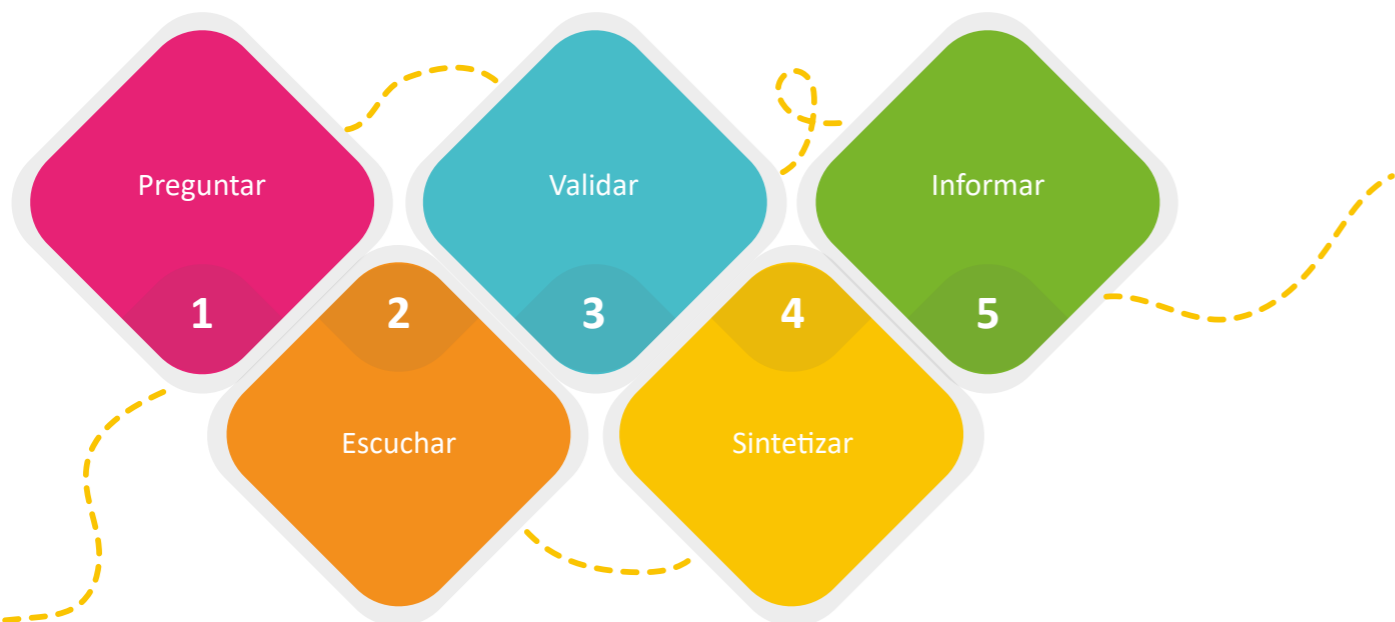 Preguntar
1
2
Escuchar
Validar
3
4
Sintetizar
Informar
5